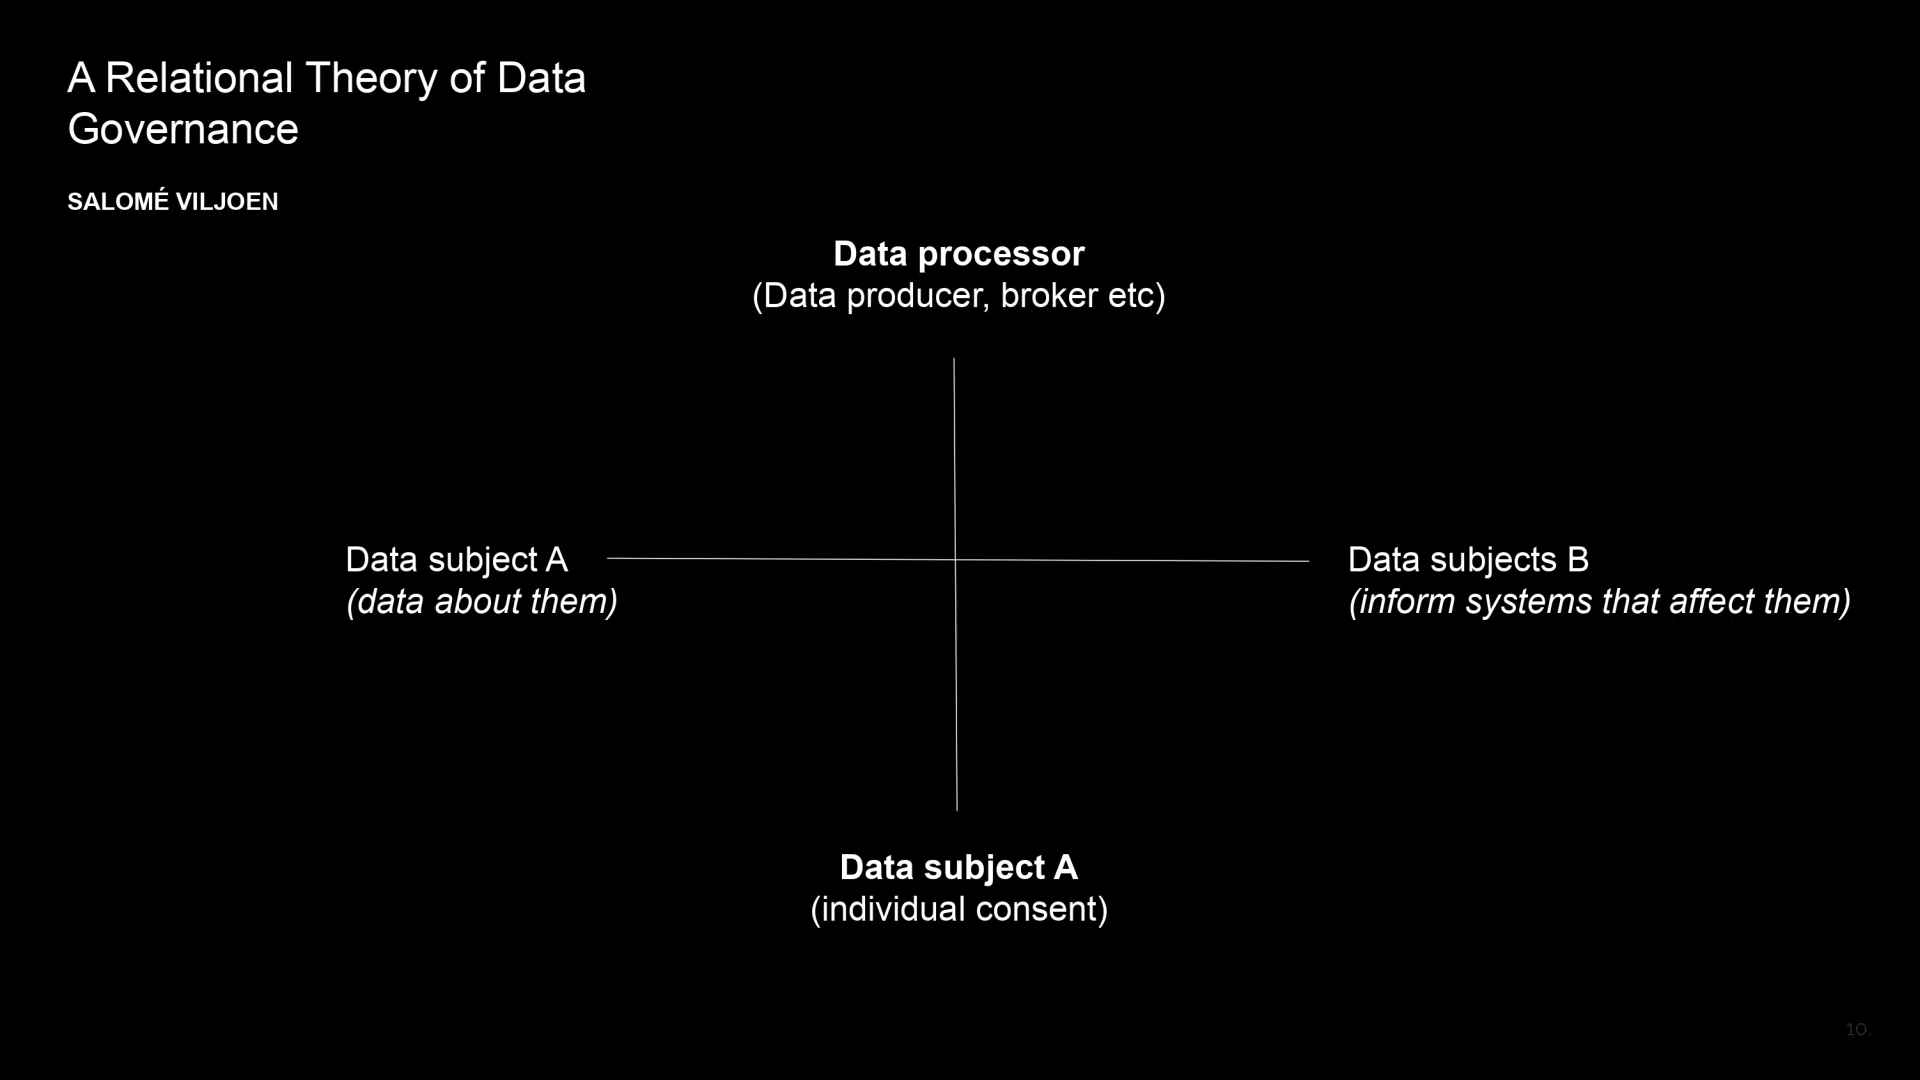 A Relational Theory of Data
Governance
SALOMÉ VILJOEN
Data processor
(Data producer, broker etc)
Data subject A
(data about them)
Data subjects B
(inform systems that affect them)
Data subject A
(individual consent)
10.